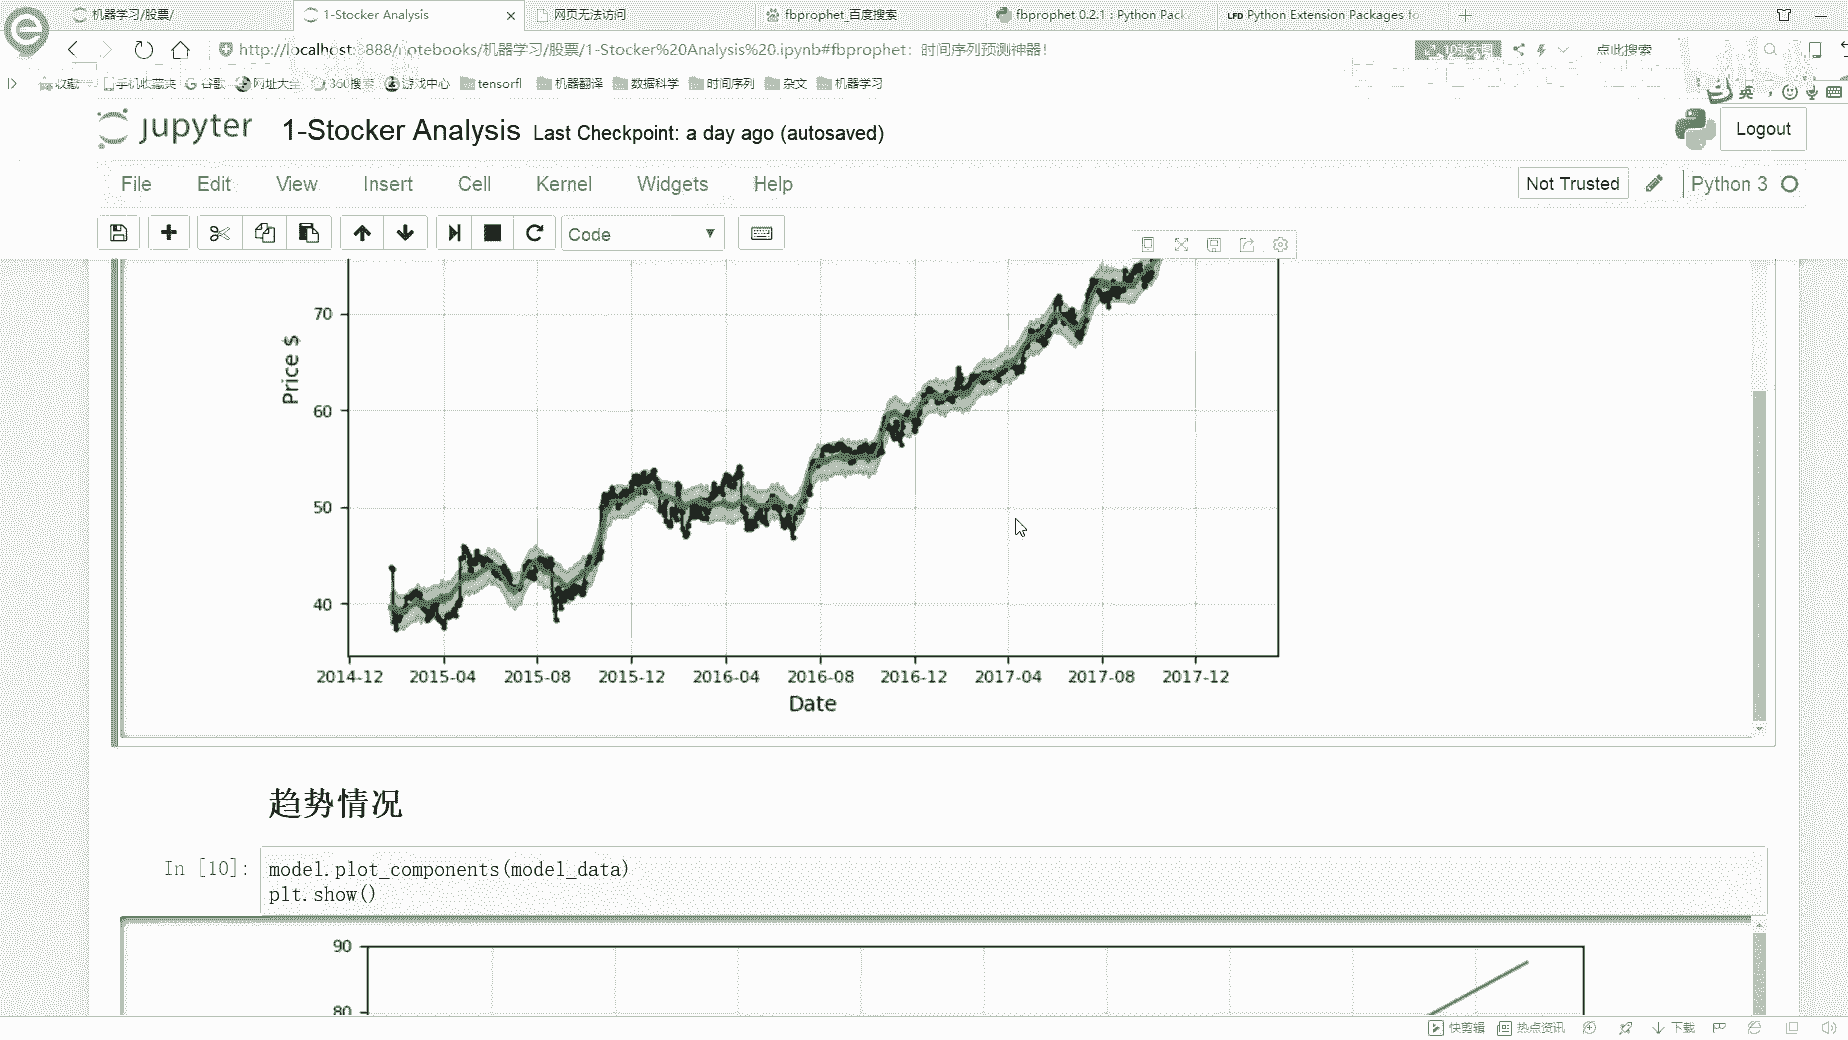 机器学习/股票/
1-Stocker Analysis
网页无法访问
fbprophet_百度搜索
fbprophet 0.2.1 : Python Pack
LFD Python Extension Packages fo
http://localhost:8888/notebooks/机器学习/股票/1-Stocker%20Analysis%20.ipynb#fbprophet：时间序列预测神器！
点此搜索
收藏
手机收藏夹
谷歌
网址大全
360搜索
游戏中心
tensorfl
机器翻译
数据科学
时间序列
杂文
机器学习
英
jupyter
1-Stocker Analysis
Last Checkpoint: a day ago (autosaved)
Logout
File
Edit
View
Insert
Cell
Kernel
Widgets
Help
Not Trusted
Python 3
Code
70
60
50
40
Price $
2014-12
2015-04
2015-08
2015-12
2016-04
2016-08
2016-12
2017-04
2017-08
2017-12
Date
趋势情况
In [10]:
model.plot_components(model_data)
plt.show()
90
80
快剪辑
热点资讯
下载